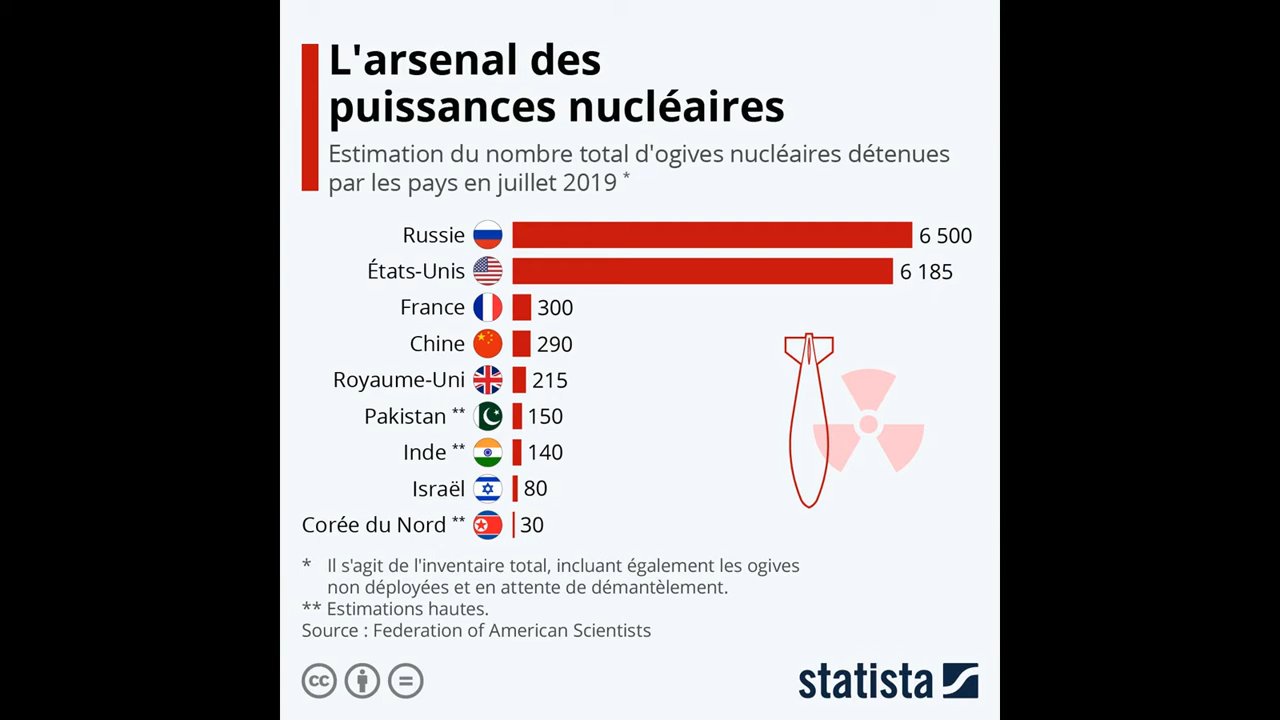 L'arsenal des
puissances nucléaires
Estimation du nombre total d'ogives nucléaires détenues
par les pays en juillet 2019 *
Russie 6 500
États-Unis 6 185
France 300
Chine 290
Royaume-Uni 215
Pakistan ** 150
Inde ** 140
Israël 80
Corée du Nord ** 30
* Il s'agit de l'inventaire total, incluant également les ogives
non déployées et en attente de démantèlement.
** Estimations hautes.
Source : Federation of American Scientists
cc = statista